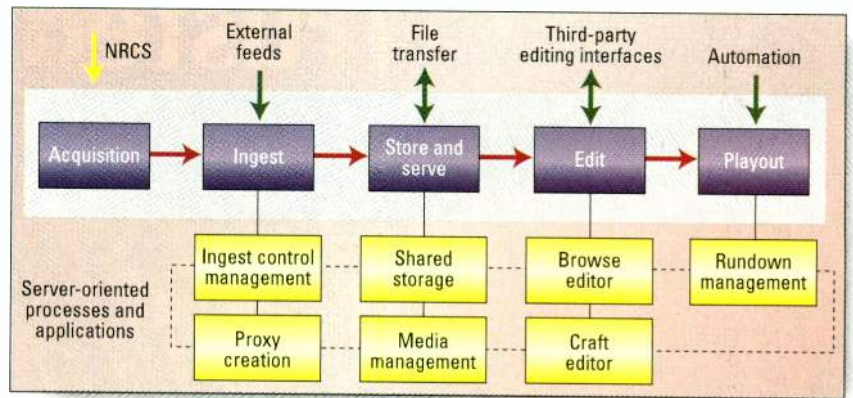 NRCS
External
feeds
File
transfer
Third-party
editing interfaces
Automation
Acquisition
Ingest
Store and
serve
Edit
Playout
Server-oriented
processes and
applications
Ingest control
management
Shared
storage
Browse
editor
Rundown
management
Proxy
creation
Media
management
Craft
editor